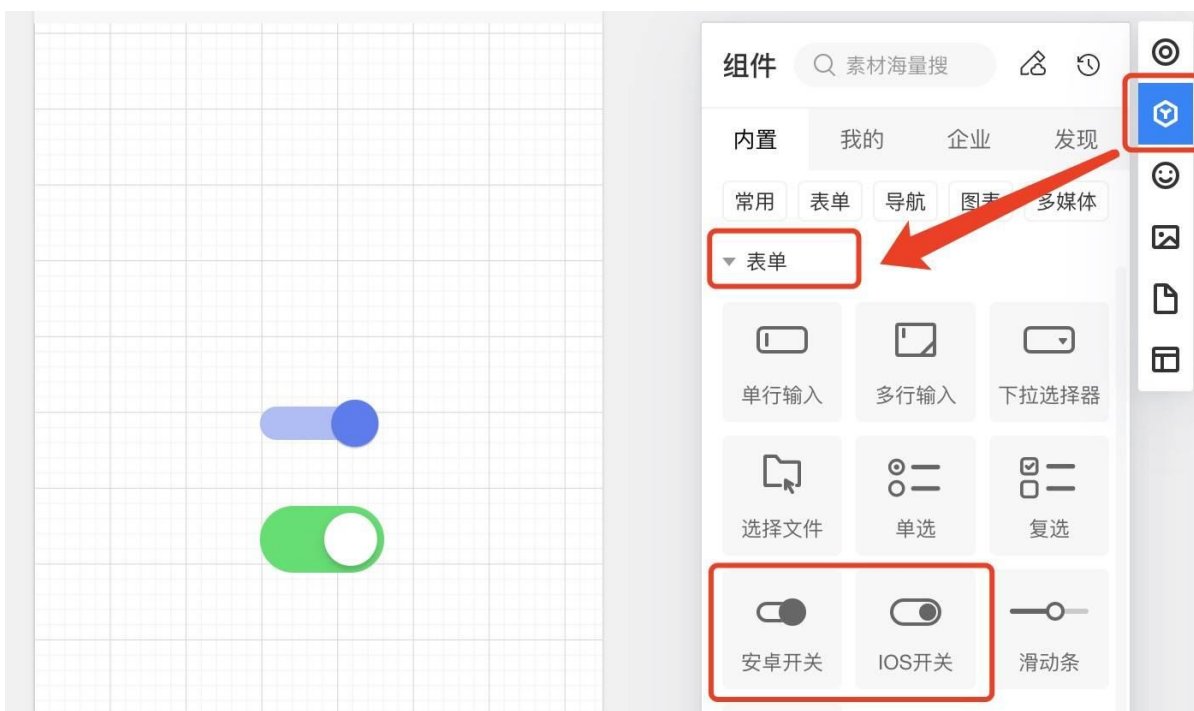 组件 素材海量搜
内置 我的 企业 发现
常用 表单 导航 图表 多媒体
表单
单行输入 多行输入 下拉选择器
选择文件 单选 复选
安卓开关 IOS开关 滑动条